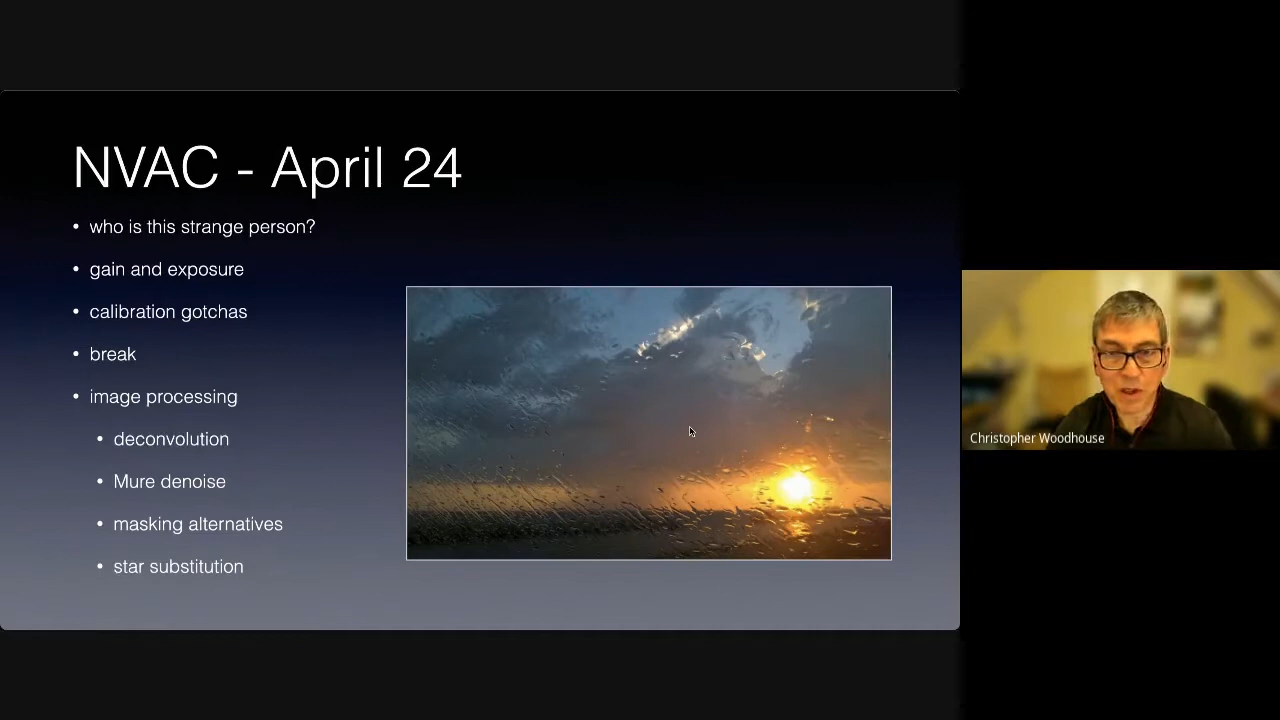 NVAC - April 24
• who is this strange person?
• gain and exposure
• calibration gotchas
• break
• image processing
• deconvolution
• Mure denoise
• masking alternatives
• star substitution
Christopher Woodhouse